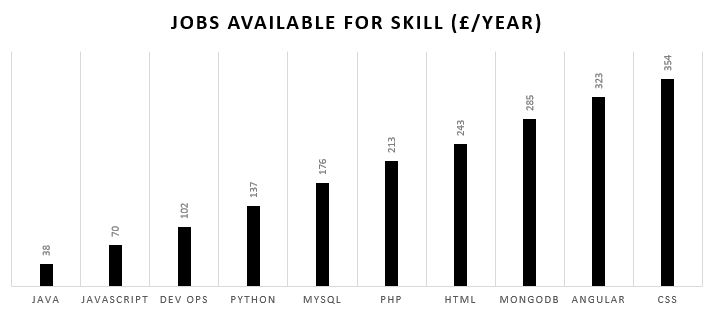 JOBS AVAILABLE FOR SKILL (£/YEAR)
38 70 102 137 176 213 243 285 323 354
JAVA JAVASCRIPT DEV OPS PYTHON MYSQL PHP HTML MONGODB ANGULAR CSS